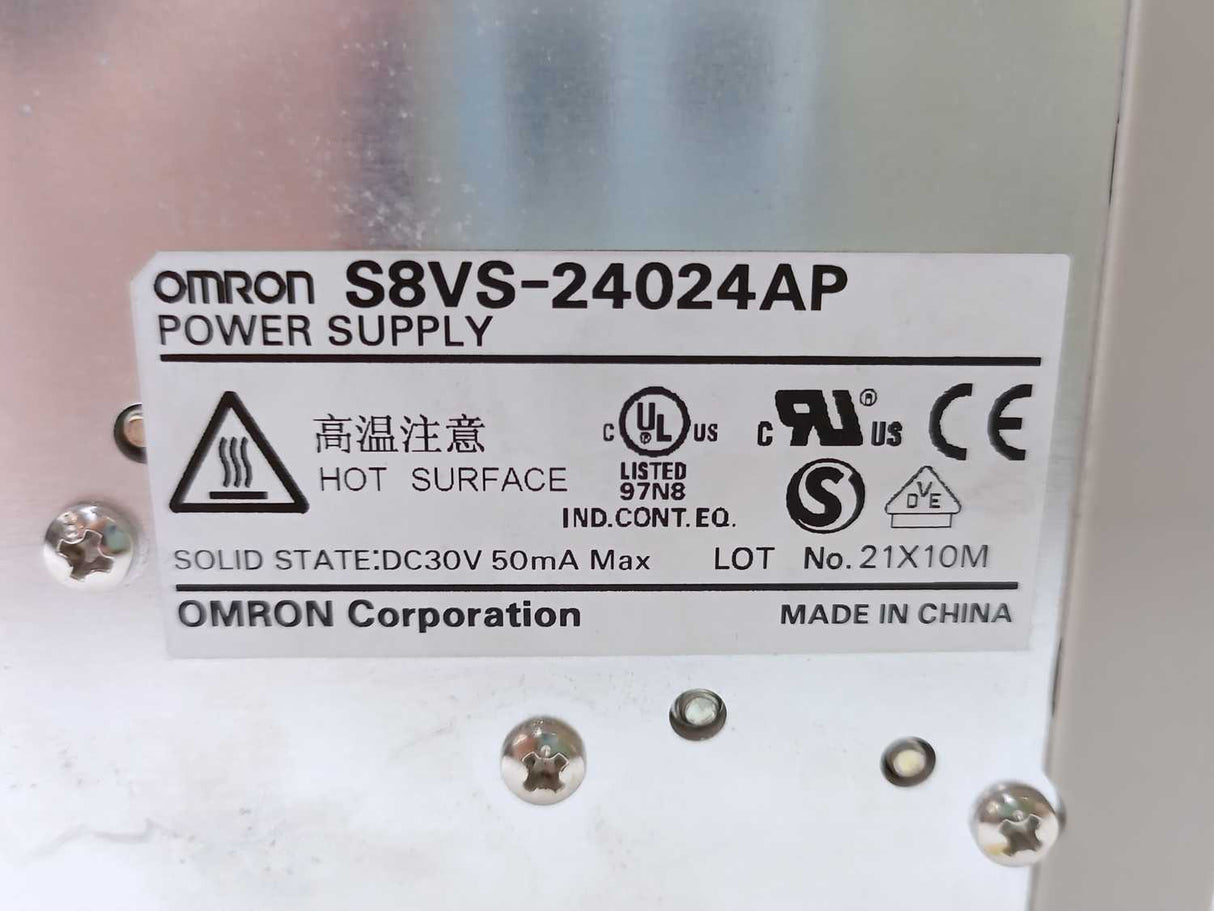 OMRON S8VS-24024AP
POWER SUPPLY
高温注意
HOT SURFACE
C UL US
LISTED
97N8
IND.CONT.EQ.
C RU® US
CE
S
DVE
SOLID STATE:DC30V 50mA Max LOT No. 21X10M
OMRON Corporation MADE IN CHINA